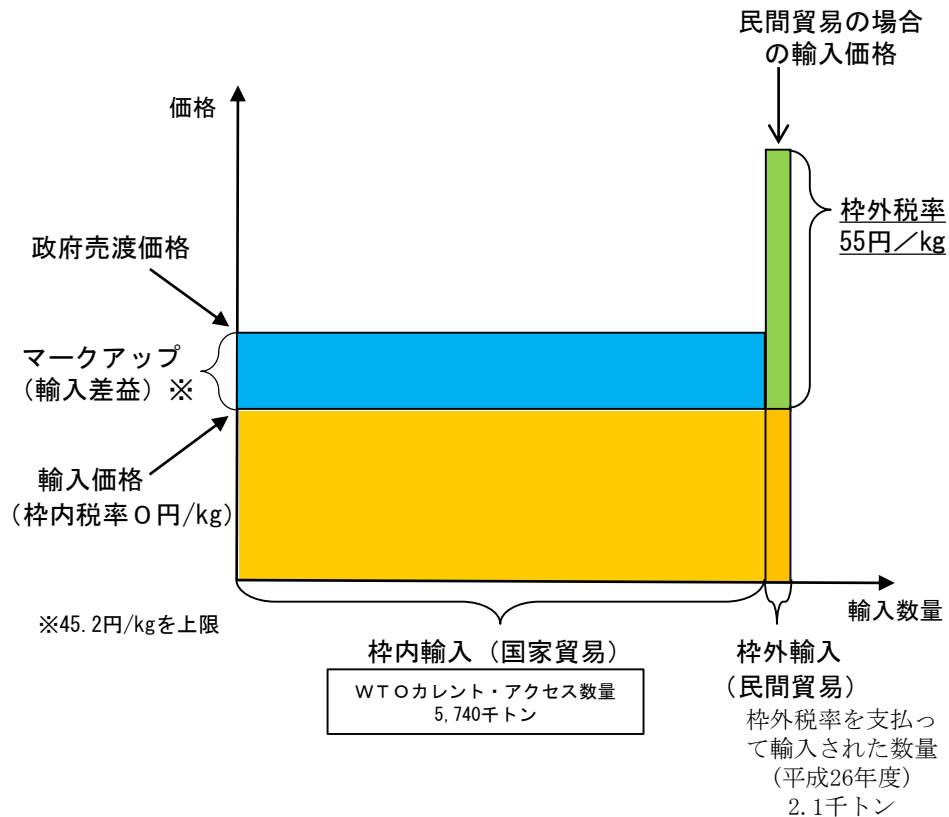 民間貿易の場合
の輸入価格
価格
枠外税率
55円／kg
政府売渡価格
マークアップ
（輸入差益）※
輸入価格
（枠内税率０円/kg）
輸入数量
※45.2円/kgを上限
枠内輸入（国家貿易）
ＷＴＯカレント・アクセス数量
5,740千トン
枠外輸入
（民間貿易）
枠外税率を支払っ
て輸入された数量
（平成26年度）
2.1千トン